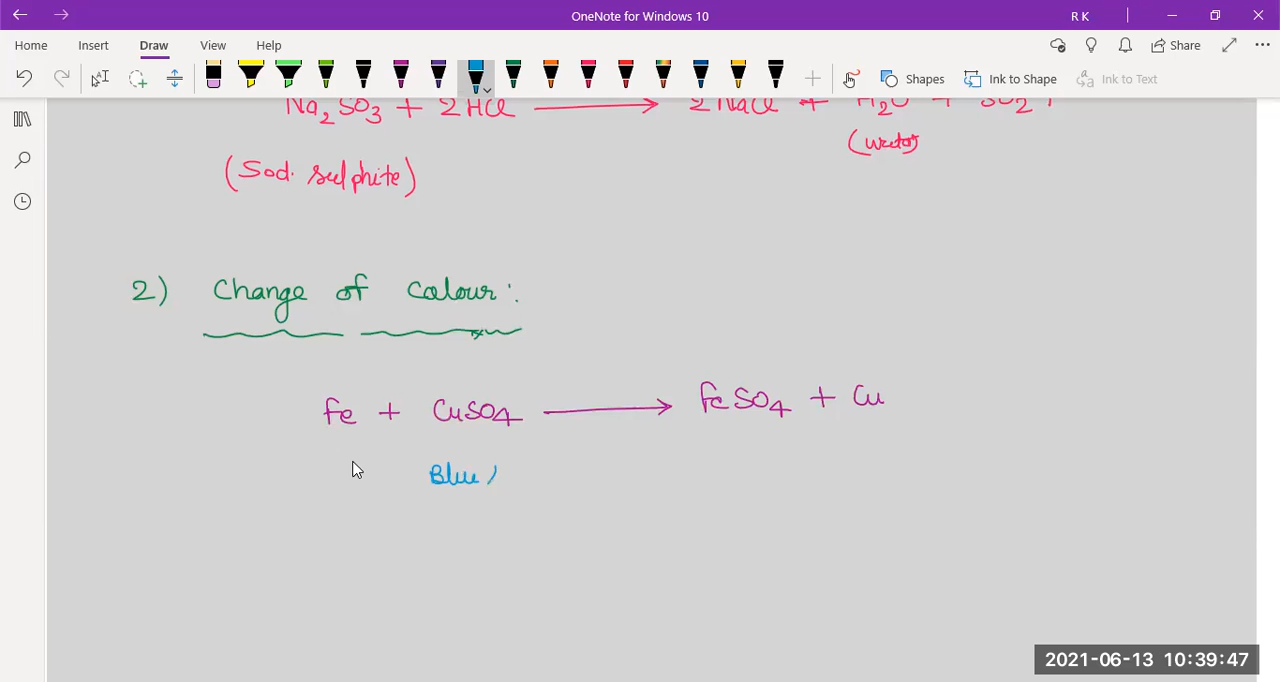 OneNote for Windows 10
R K
Home Insert Draw View Help
Share
Shapes Ink to Shape Ink to Text
Na2SO3 + 2HCl ⟶ 2NaCl + H2O + SO2 ↑
(Water)
(Sod. sulphite)
2) Change of Colour:
Fe + CuSO4 ⟶ FeSO4 + Cu
Blue)
2021-06-13 10:39:47